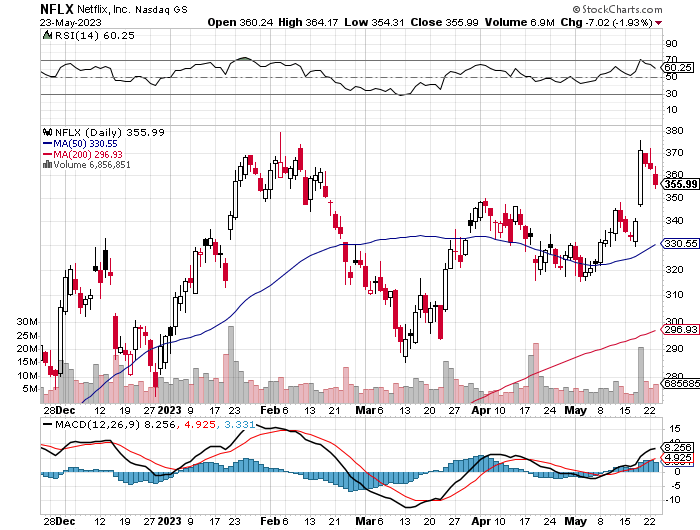 NFLX Netflix, Inc. Nasdaq GS © StockCharts.com
23-May-2023 Open 360.24 High 364.17 Low 354.31 Close 355.99 Volume 6.9M Chg -7.02 (-1.93%)
RSI(14) 60.25
90
70
60.25
50
30
10
NFLX (Daily) 355.99
MA(50) 330.55
MA(200) 296.93
Volume 6,856,851
380
370
360
355.99
350
340
330.55
320
310
300
296.93
290
280
685685
30M
25M
20M
15M
10M
5M
28 Dec 12 19 27 2023 9 17 23 Feb 6 13 21 Mar 6 13 20 27 Apr 10 17 24 May 8 15 22
MACD(12,26,9) 8.256, 4.925, 3.331
15
10
8.256
4.925
0
-5
-10
28 Dec 12 19 27 2023 9 17 23 Feb 6 13 21 Mar 6 13 20 27 Apr 10 17 24 May 8 15 22